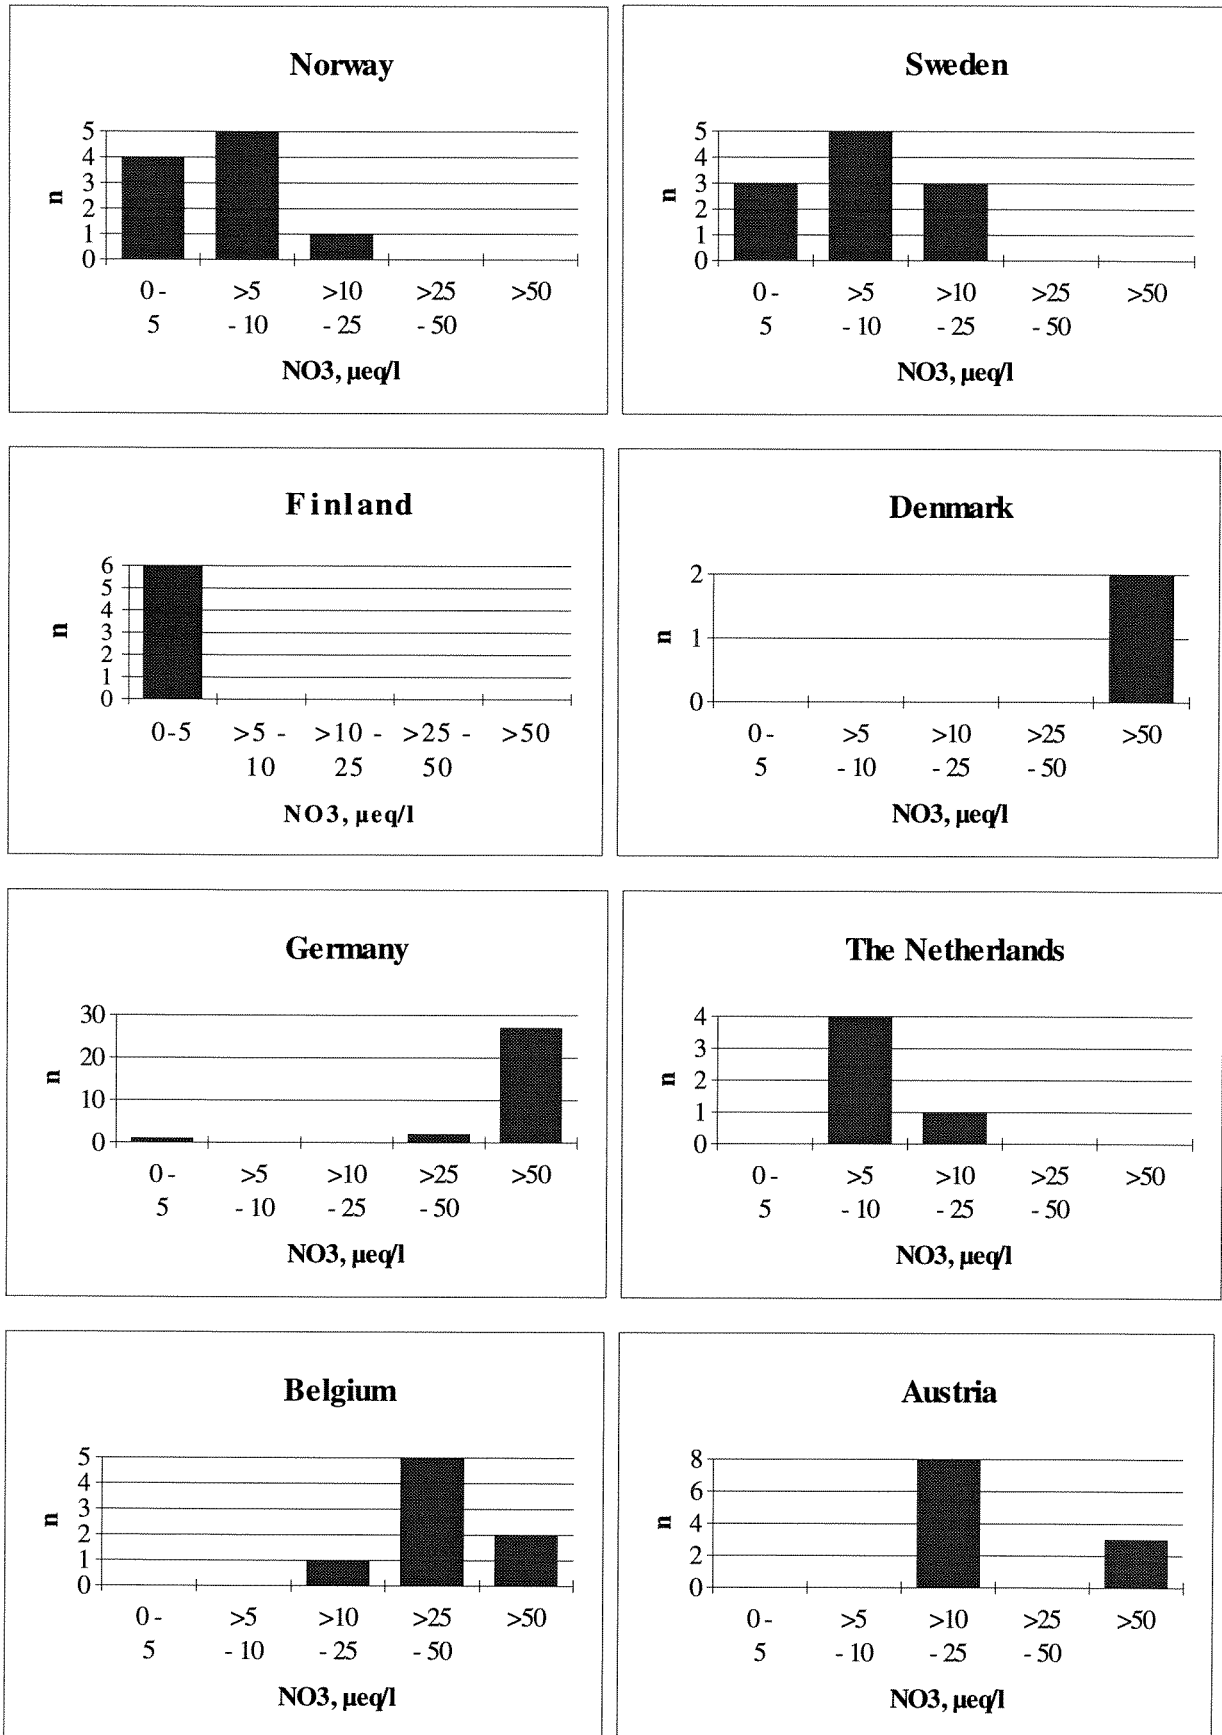 Norway
5
4
3
2
1
0
n
0 - >5 >10 >25 >50
5 - 10 - 25 - 50
NO3, µeq/l
Sweden
5
4
3
2
1
0
n
0 - >5 >10 >25 >50
5 - 10 - 25 - 50
NO3, µeq/l
Finland
6
5
4
3
2
1
0
n
0-5 >5 - >10 - >25 - >50
10 25 50
NO3, µeq/l
Denmark
2
1
0
n
0 - >5 >10 >25 >50
5 - 10 - 25 - 50
NO3, µeq/l
Germany
30
20
10
0
n
0 - >5 >10 >25 >50
5 - 10 - 25 - 50
NO3, µeq/l
The Netherlands
4
3
2
1
0
n
0 - >5 >10 >25 >50
5 - 10 - 25 - 50
NO3, µeq/l
Belgium
5
4
3
2
1
0
n
0 - >5 >10 >25 >50
5 - 10 - 25 - 50
NO3, µeq/l
Austria
8
6
4
2
0
n
0 - >5 >10 >25 >50
5 - 10 - 25 - 50
NO3, µeq/l